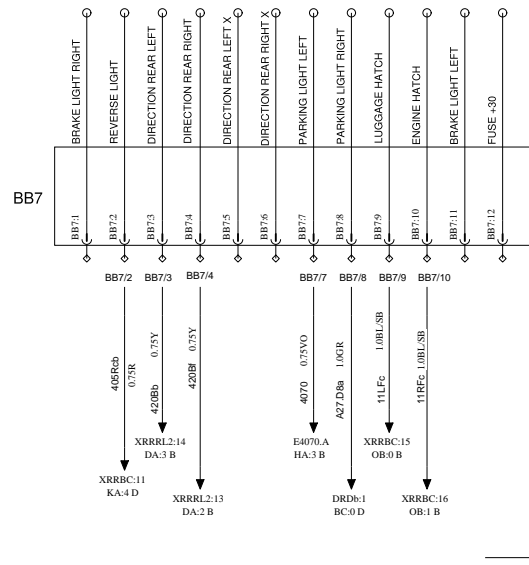 BRAKE LIGHT RIGHT
REVERSE LIGHT
DIRECTION REAR LEFT
DIRECTION REAR RIGHT
DIRECTION REAR LEFT X
DIRECTION REAR RIGHT X
PARKING LIGHT LEFT
PARKING LIGHT RIGHT
LUGGAGE HATCH
ENGINE HATCH
BRAKE LIGHT LEFT
FUSE +30
BB7
BB7:1
BB7:2
BB7:3
BB7:4
BB7:5
BB7:6
BB7:7
BB7:8
BB7:9
BB7:10
BB7:11
BB7:12
BB7/2
BB7/3
BB7/4
BB7/7
BB7/8
BB7/9
BB7/10
405Rcb
0.75R
420Bb
0.75Y
420Bf
0.75Y
4070
0.75VO
A27.D8a
1.0GR
11LFc
1.0BL/SB
11RFc
1.0BL/SB
XRRRL2:14
DA:3 B
E4070.A
HA:3 B
XRRBC:15
OB:0 B
XRRBC:11
KA:4 D
XRRRL2:13
DA:2 B
DRDb:1
BC:0 D
XRRBC:16
OB:1 B